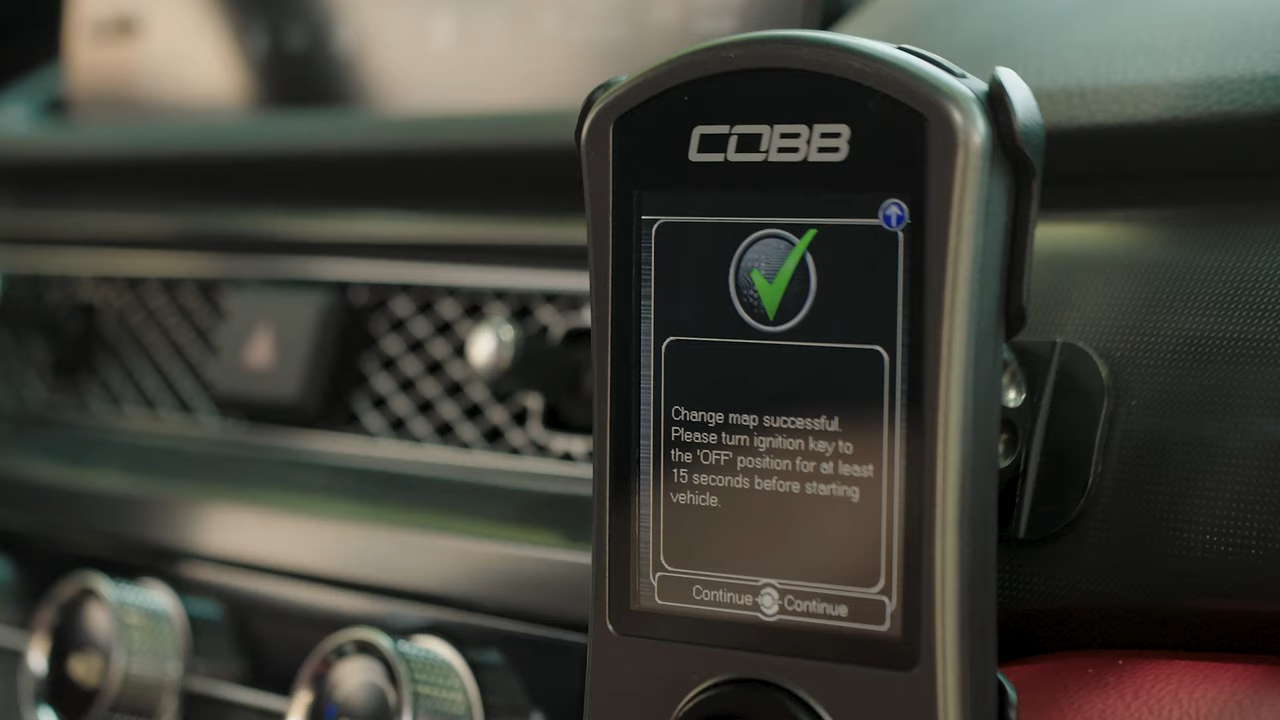 COBB
Change map successful.
Please turn ignition key to
the 'OFF' position for at least
15 seconds before starting
vehicle.
Continue Continue